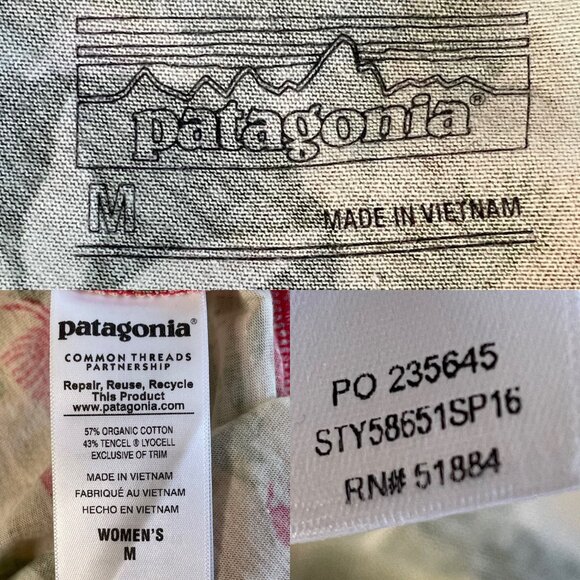 patagonia®
M
MADE IN VIETNAM
patagonia®
COMMON THREADS
PARTNERSHIP
Repair, Reuse, Recycle
This Product
www.patagonia.com
57% ORGANIC COTTON
43% TENCEL® LYOCELL
EXCLUSIVE OF TRIM
MADE IN VIETNAM
FABRIQUÉ AU VIETNAM
HECHO EN VIETNAM
WOMEN'S
M
PO 235645
STY58651SP16
RN# 51884